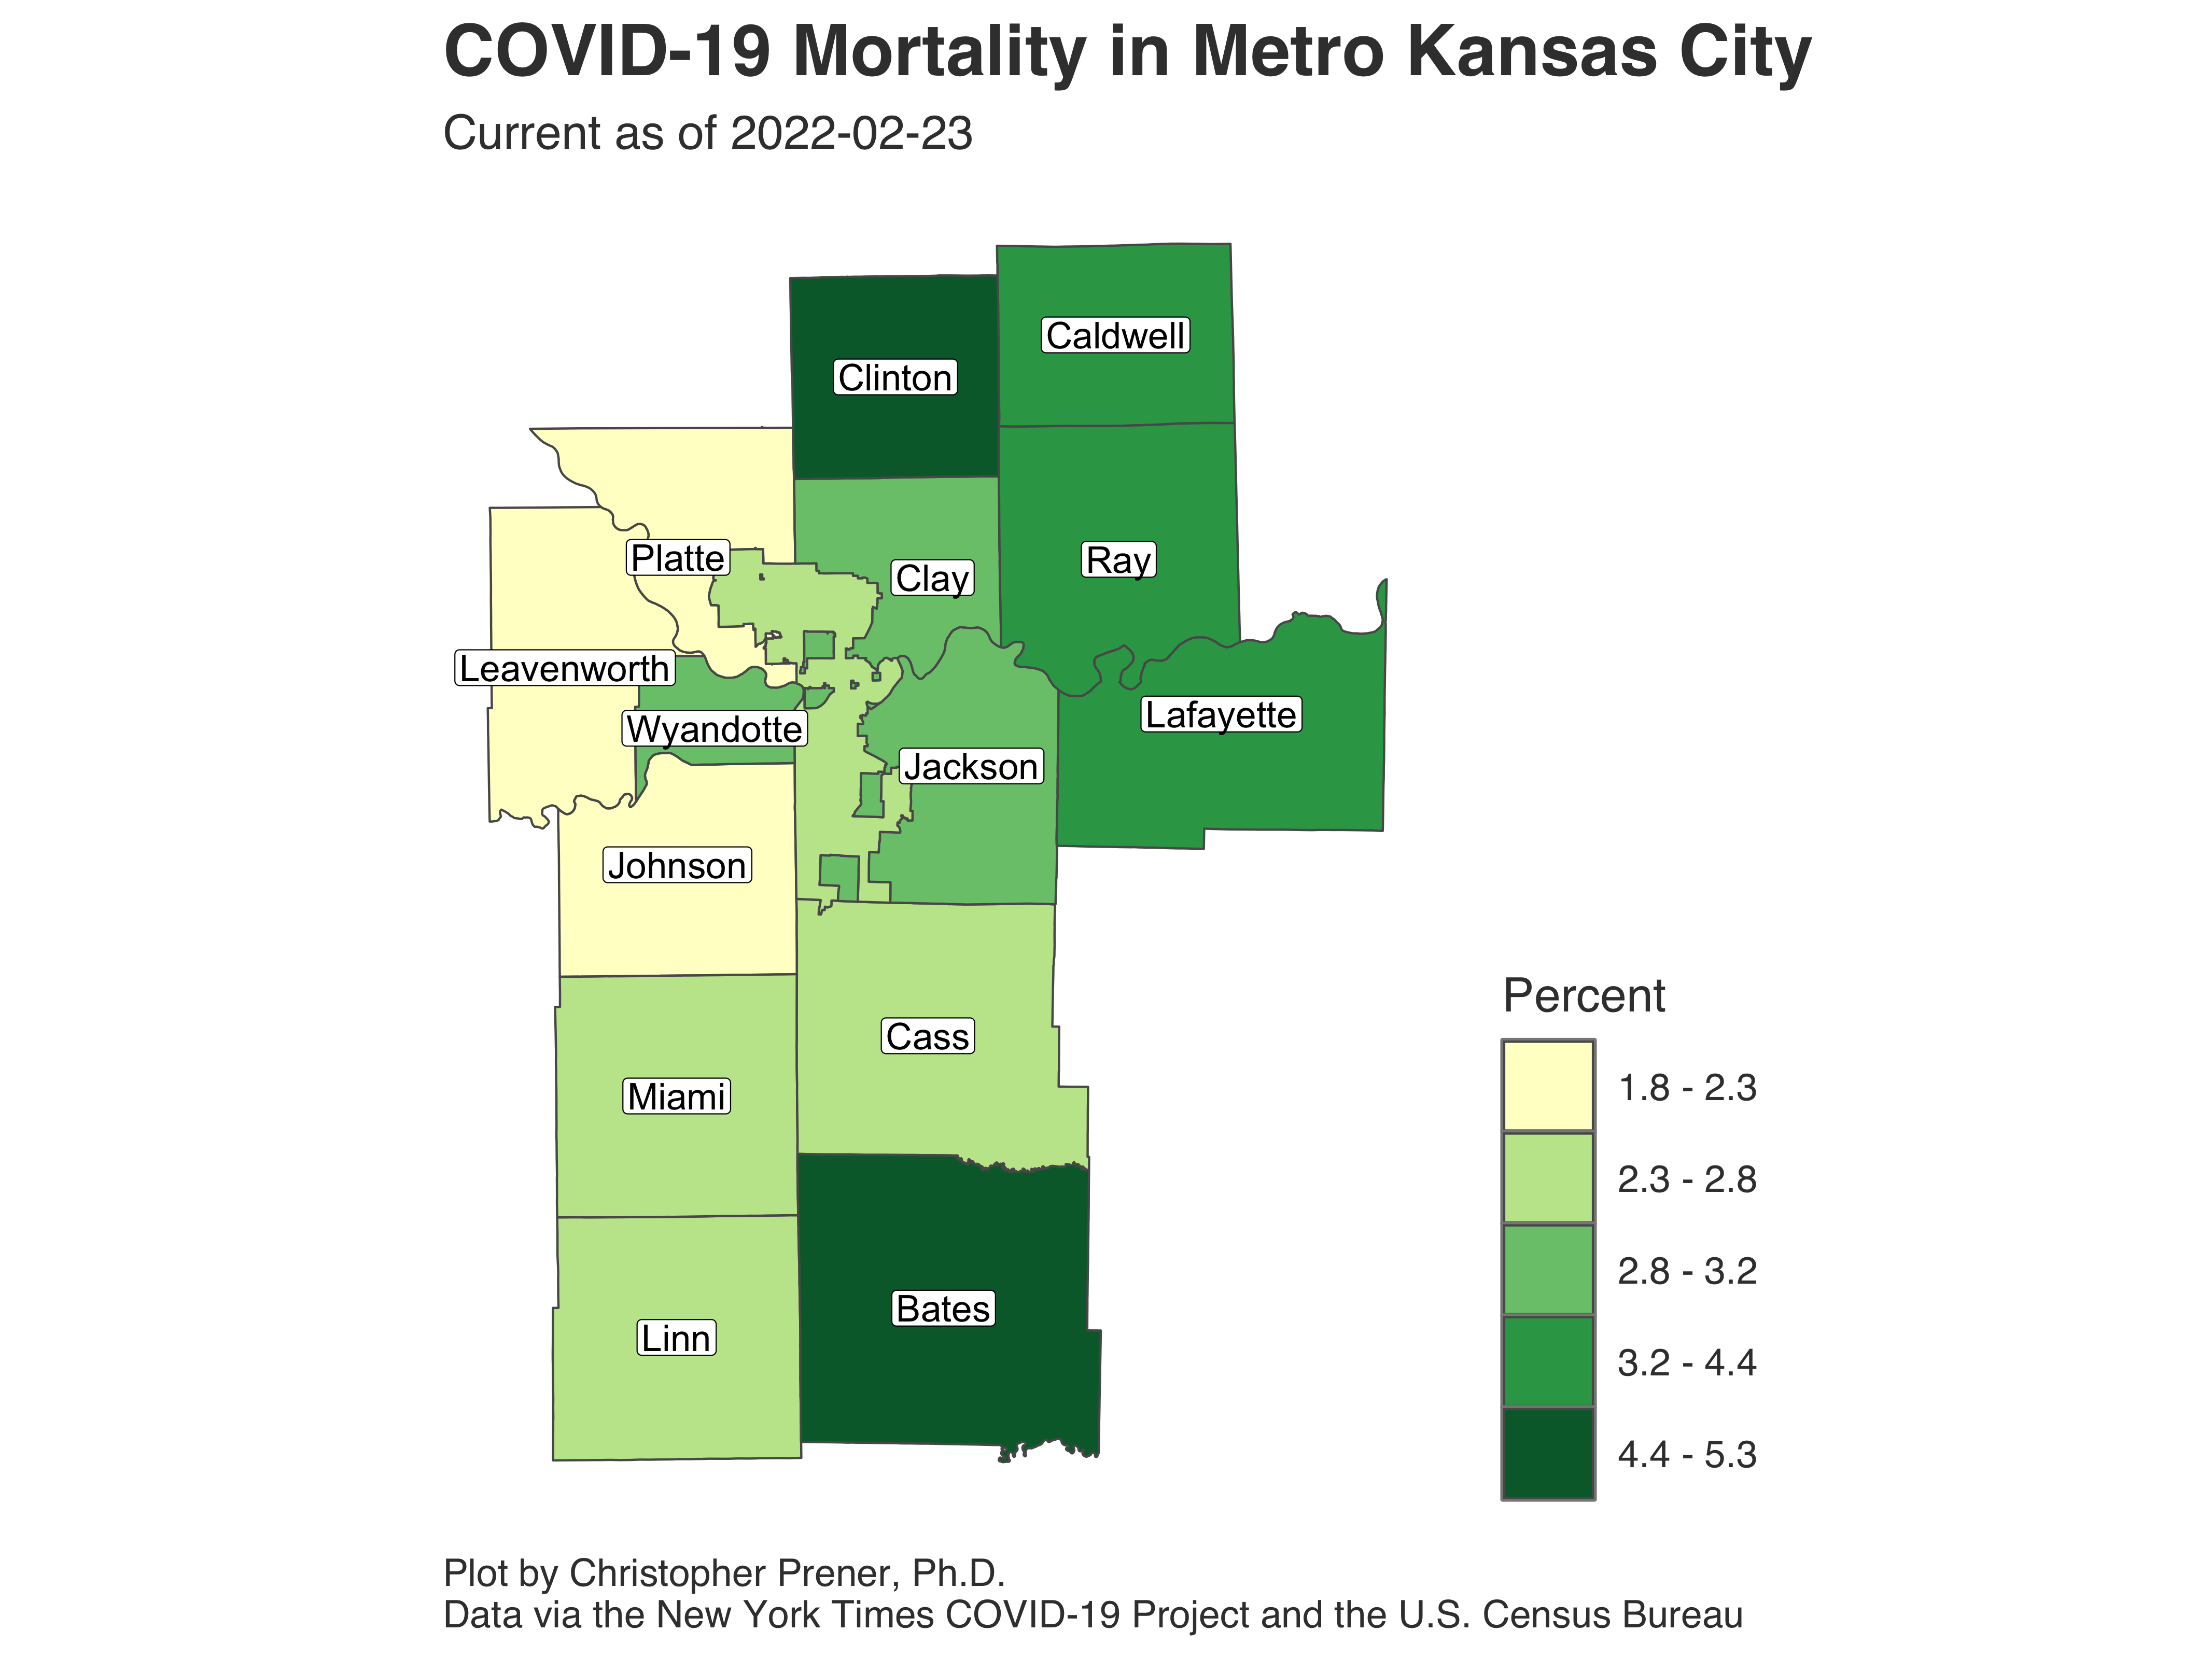 COVID-19 Mortality in Metro Kansas City
Current as of 2022-02-23
Caldwell
Clinton
Platte
Clay
Ray
Leavenworth
Wyandotte
Lafayette
Jackson
Johnson
Cass
Miami
Bates
Linn
Percent
1.8 - 2.3
2.3 - 2.8
2.8 - 3.2
3.2 - 4.4
4.4 - 5.3
Plot by Christopher Prener, Ph.D.
Data via the New York Times COVID-19 Project and the U.S. Census Bureau